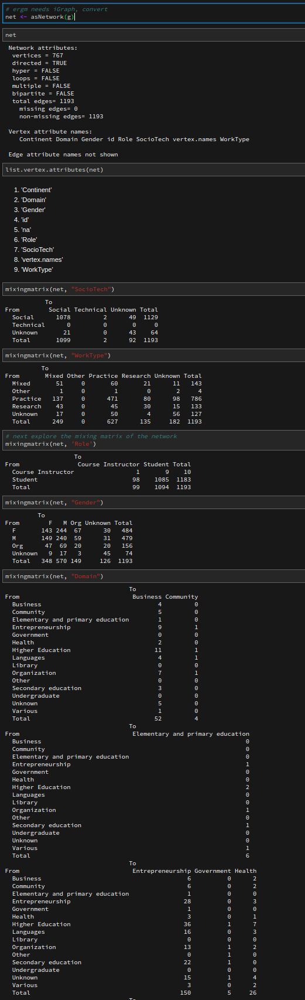 # ergm needs iGraph, convert
net <- asNetwork(g)
net
Network attributes:
vertices = 767
directed = TRUE
hyper = FALSE
loops = FALSE
multiple = FALSE
bipartite = FALSE
total edges= 1193
missing edges= 0
non-missing edges= 1193
Vertex attribute names:
Continent Domain Gender id Role SocioTech vertex.names WorkType
Edge attribute names not shown
list.vertex.attributes(net)
1. 'Continent'
2. 'Domain'
3. 'Gender'
4. 'id'
5. 'na'
6. 'Role'
7. 'SocioTech'
8. 'vertex.names'
9. 'WorkType'
mixingmatrix(net, "SocioTech")
To
From Social Technical Unknown Total
Social 1078 2 49 1129
Technical 0 0 0 0
Unknown 21 0 43 64
Total 1099 2 92 1193
mixingmatrix(net, "WorkType")
To
From Mixed Other Practice Research Unknown Total
Mixed 51 0 60 21 11 143
Other 1 0 1 0 2 4
Practice 137 0 471 80 98 786
Research 43 0 45 30 15 133
Unknown 17 0 50 4 56 127
Total 249 0 627 135 182 1193
# next explore the mixing matrix of the network
mixingmatrix(net, 'Role')
To
From Course Instructor Student Total
Course Instructor 1 9 10
Student 98 1085 1183
Total 99 1094 1193
mixingmatrix(net, "Gender")
To
From F M Org Unknown Total
F 143 244 67 30 484
M 149 240 59 31 479
Org 47 69 20 20 156
Unknown 9 17 3 45 74
Total 348 570 149 126 1193
mixingmatrix(net, "Domain")
To
From Business Community
Business 4 0
Community 5 0
Elementary and primary education 1 0
Entrepreneurship 9 1
Government 0 0
Health 2 0
Higher Education 11 1
Languages 4 1
Library 0 0
Organization 7 1
Other 0 0
Secondary education 3 0
Undergraduate 0 0
Unknown 5 0
Various 1 0
Total 52 4
To
From Elementary and primary education
Business 0
Community 0
Elementary and primary education 0
Entrepreneurship 1
Government 0
Health 0
Higher Education 2
Languages 0
Library 0
Organization 1
Other 0
Secondary education 1
Undergraduate 0
Unknown 0
Various 1
Total 6
To
From Entrepreneurship Government Health
Business 6 0 2
Community 6 0 2
Elementary and primary education 1 0 0
Entrepreneurship 28 0 3
Government 1 0 0
Health 3 0 1
Higher Education 36 1 7
Languages 16 0 3
Library 0 0 0
Organization 13 1 2
Other 0 1 0
Secondary education 22 1 0
Undergraduate 0 0 0
Unknown 15 1 4
Various 3 0 2
Total 150 5 26